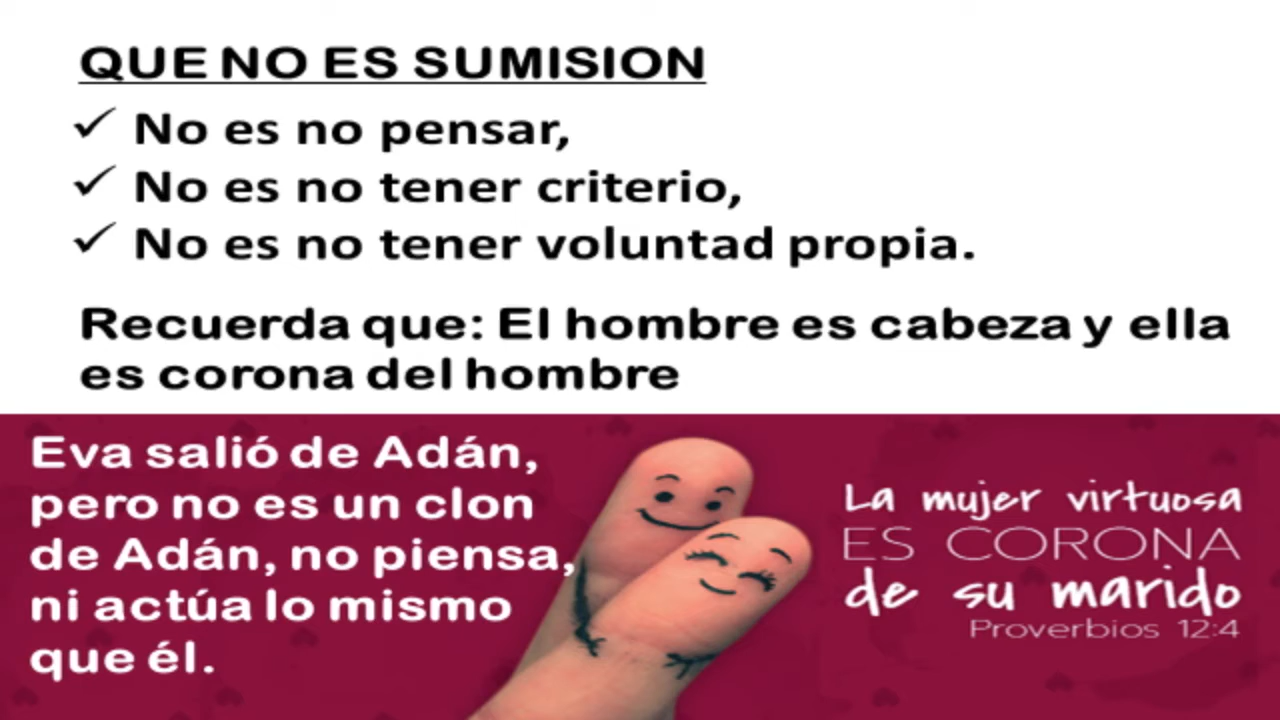 QUE NO ES SUMISION
✓ No es no pensar,
✓ No es no tener criterio,
✓ No es no tener voluntad propia.
Recuerda que: El hombre es cabeza y ella
es corona del hombre
Eva salió de Adán,
pero no es un clon
de Adán, no piensa,
ni actúa lo mismo
que él.
La mujer virtuosa
ES CORONA
de su marido
Proverbios 12:4